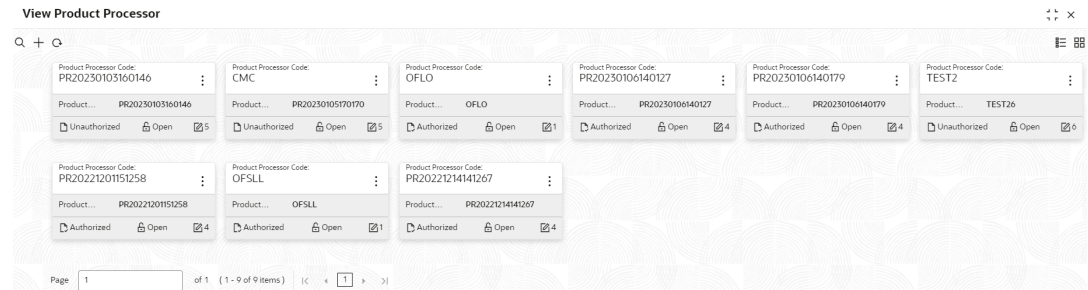 View Product Processor
Product Processor Code: Product Processor Code: Product Processor Code: Product Processor Code: Product Processor Code: Product Processor Code:
PR20230103160146 CMC OFLO PR20230106140127 PR20230106140179 TEST2
Product... PR20230103160146 Product... PR20230105170170 Product... OFLO Product... PR20230106140127 Product... PR20230106140179 Product... TEST26
Unauthorized Open 5 Unauthorized Open 5 Authorized Open 1 Authorized Open 4 Authorized Open 4 Unauthorized Open 6
Product Processor Code: Product Processor Code: Product Processor Code:
PR20221201151258 OFSLL PR20221214141267
Product... PR20221201151258 Product... OFSLL Product... PR20221214141267
Authorized Open 4 Authorized Open 1 Authorized Open 4
Page 1 of 1 (1 - 9 of 9 items) 1